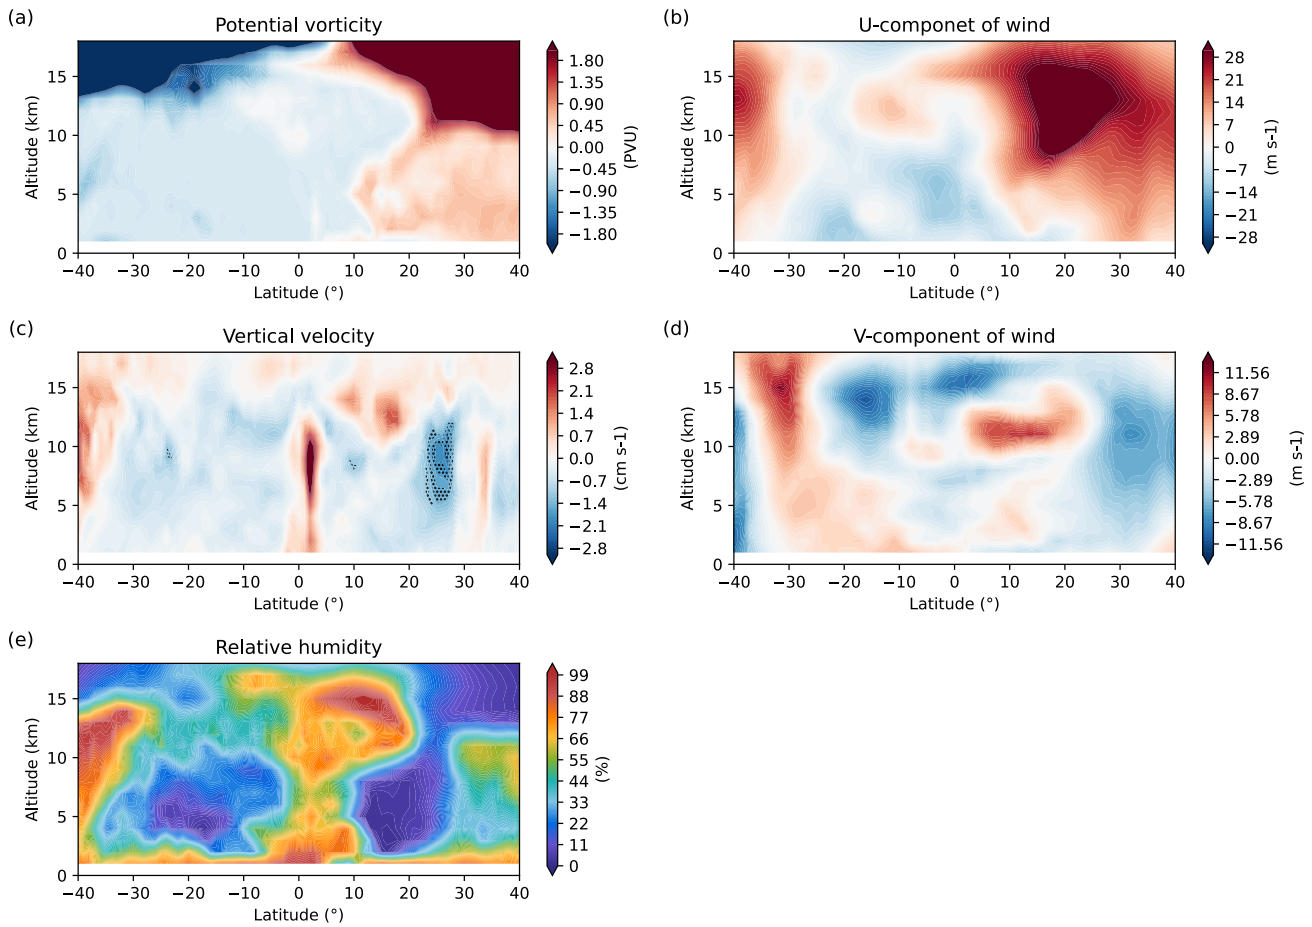 (a)
Potential vorticity
Altitude (km)
15
10
5
0
−40 −30 −20 −10 0 10 20 30 40
Latitude (°)
1.80
1.35
0.90
0.45
0.00
−0.45
−0.90
−1.35
−1.80
(PVU)
(b)
U-componet of wind
Altitude (km)
15
10
5
0
−40 −30 −20 −10 0 10 20 30 40
Latitude (°)
28
21
14
7
0
−7
−14
−21
−28
(m s-1)
(c)
Vertical velocity
Altitude (km)
15
10
5
0
−40 −30 −20 −10 0 10 20 30 40
Latitude (°)
2.8
2.1
1.4
0.7
0.0
−0.7
−1.4
−2.1
−2.8
(cm s-1)
(d)
V-component of wind
Altitude (km)
15
10
5
0
−40 −30 −20 −10 0 10 20 30 40
Latitude (°)
11.56
8.67
5.78
2.89
0.00
−2.89
−5.78
−8.67
−11.56
(m s-1)
(e)
Relative humidity
Altitude (km)
15
10
5
0
−40 −30 −20 −10 0 10 20 30 40
Latitude (°)
99
88
77
66
55
44
33
22
11
0
(%)